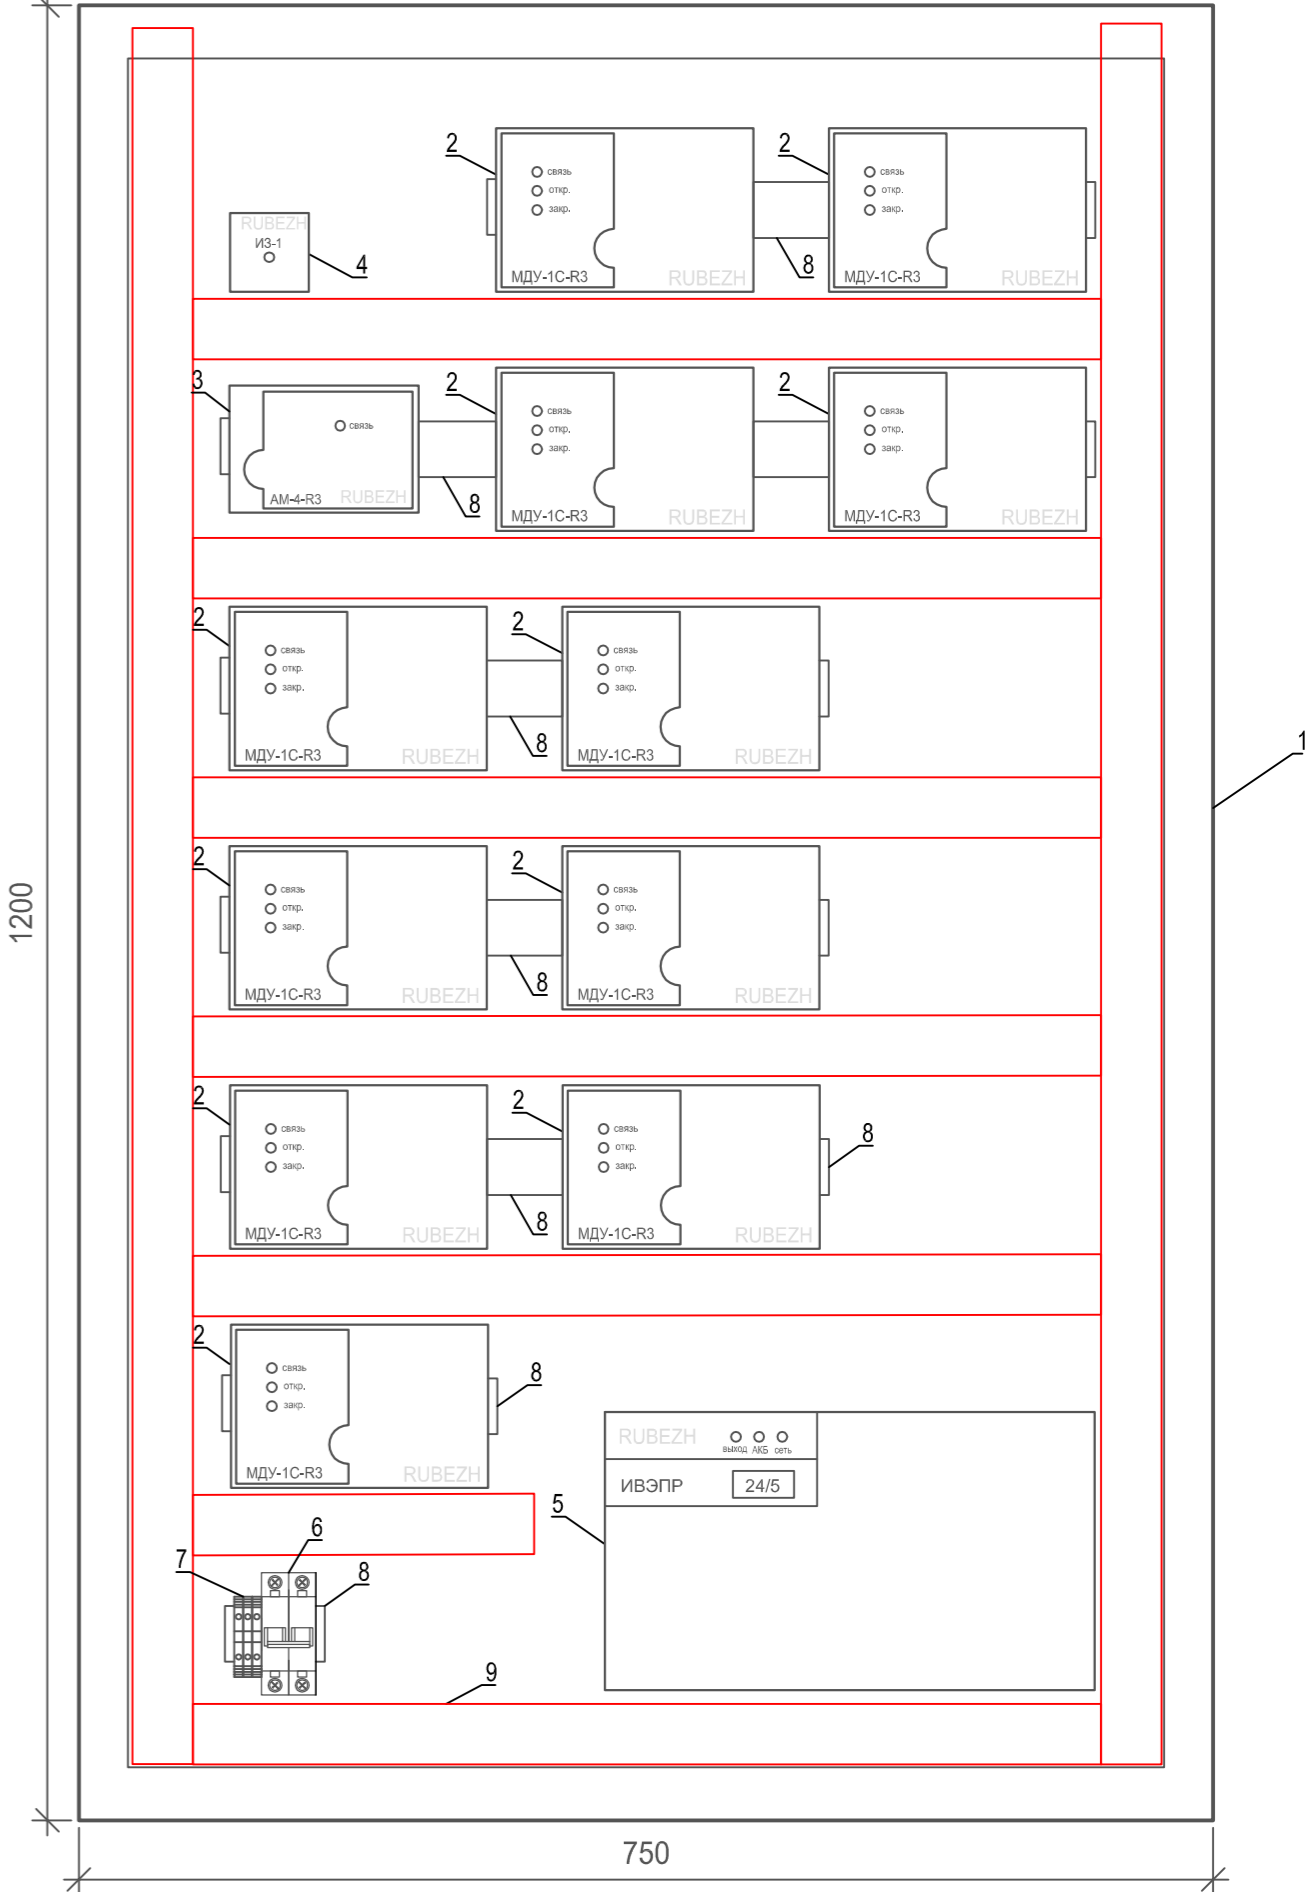 2
2
связь
откр.
закр.
связь
откр.
закр.
RUBEZH
ИЗ-1
4
8
МДУ-1С-R3
RUBEZH
МДУ-1С-R3
RUBEZH
3
2
2
связь
связь
откр.
закр.
связь
откр.
закр.
АМ-4-R3
RUBEZH
8
МДУ-1С-R3
RUBEZH
МДУ-1С-R3
RUBEZH
2
2
связь
откр.
закр.
связь
откр.
закр.
8
МДУ-1С-R3
RUBEZH
МДУ-1С-R3
RUBEZH
1
2
2
связь
откр.
закр.
связь
откр.
закр.
1200
8
МДУ-1С-R3
RUBEZH
МДУ-1С-R3
RUBEZH
2
2
связь
откр.
закр.
связь
откр.
закр.
8
8
МДУ-1С-R3
RUBEZH
МДУ-1С-R3
RUBEZH
2
связь
откр.
закр.
8
МДУ-1С-R3
RUBEZH
RUBEZH
выход АКБ сеть
ИВЭПР 24/5
5
6
7
8
9
750